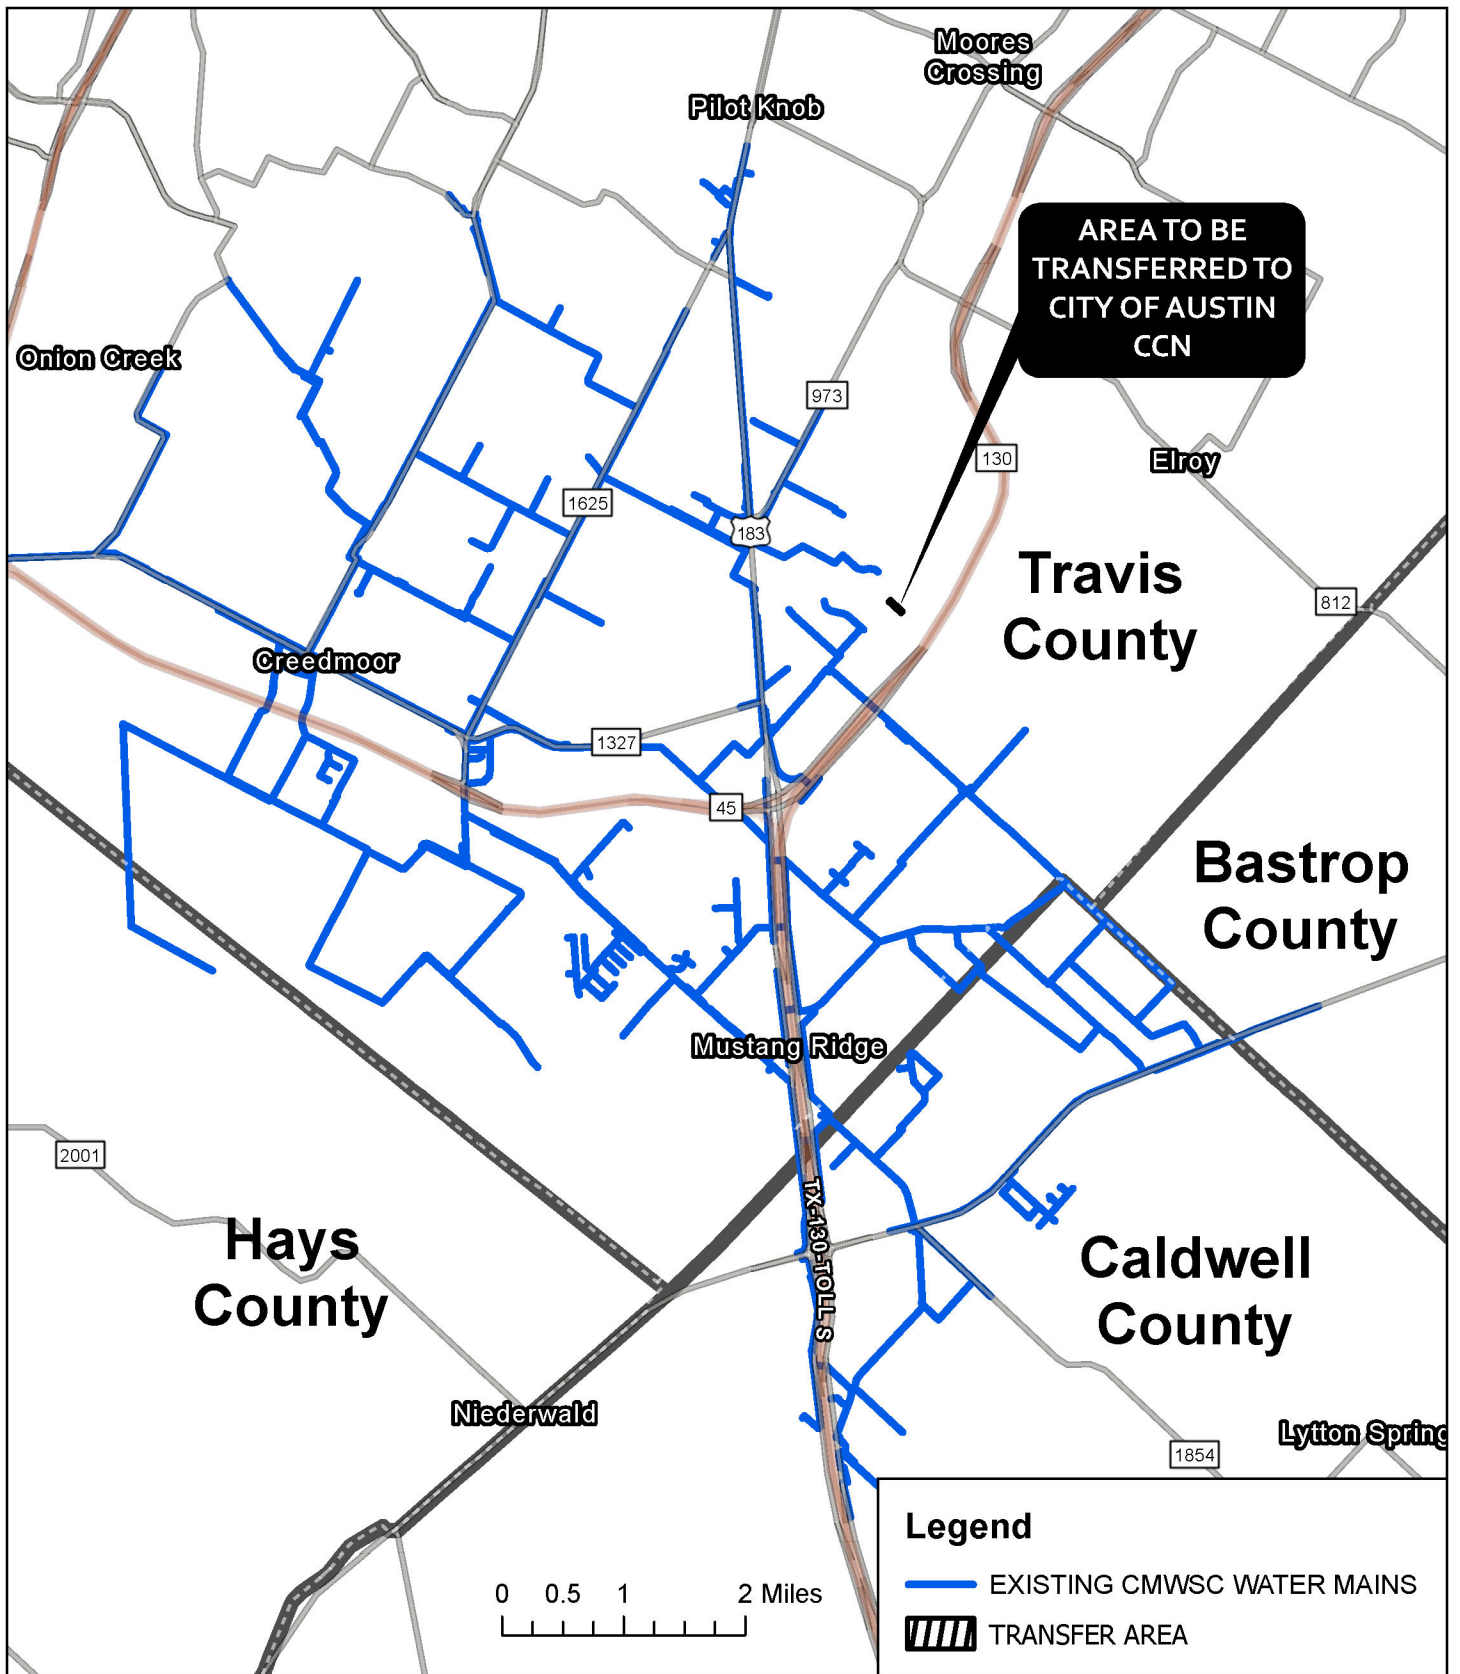 Moores
Crossing
Pilot Knob
AREA TO BE
TRANSFERRED TO
CITY OF AUSTIN
CCN
Onion Creek
973
130
Elroy
1625
183
Travis
County
812
Creedmoor
1327
45
Bastrop
County
Mustang Ridge
2001
TX-130-TOLL S
Hays
County
Caldwell
County
Niederwald
Lytton Spring
1854
Legend
EXISTING CMWSC WATER MAINS
TRANSFER AREA
0 0.5 1 2 Miles